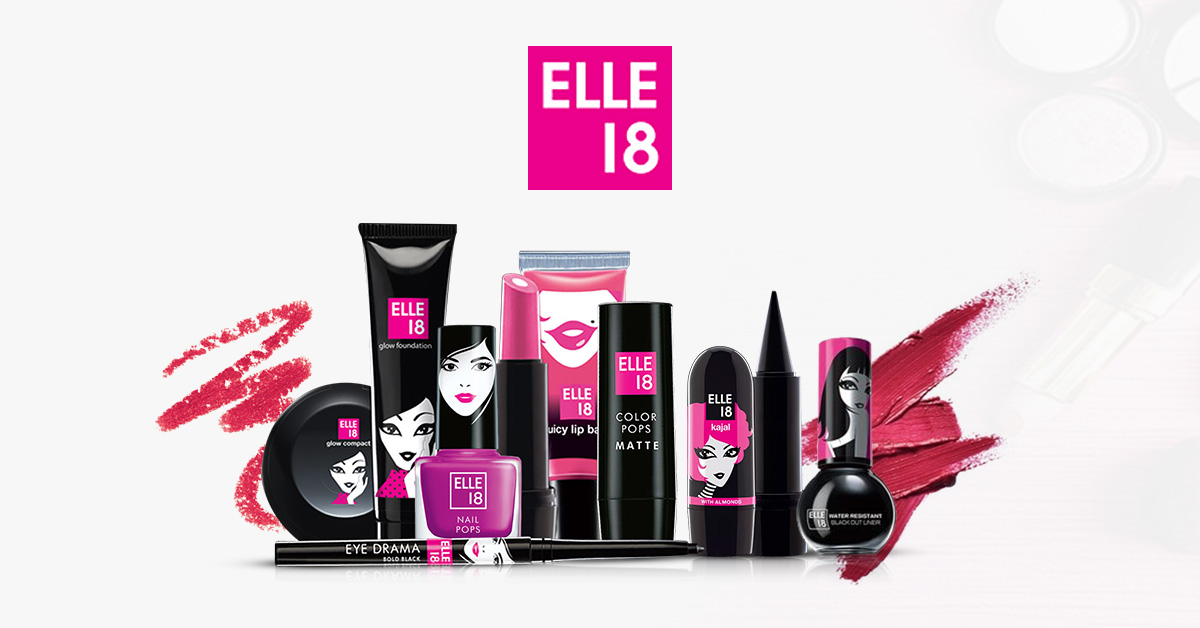 ELLE
18
ELLE
18
glow foundation
ELLE
18
glow compact
ELLE
18
NAIL
POPS
ELLE
18
juicy lip ba
ELLE
18
COLOR
POPS
MATTE
ELLE
18
kajal
WITH ALMONDS
ELLE
18
WATER RESISTANT
BLACK OUT LINER
EYE DRAMA
BOLD BLACK
ELLE
18